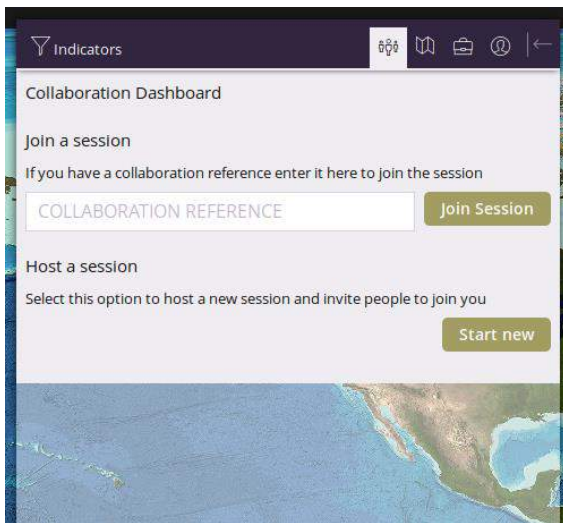 Indicators
Collaboration Dashboard
Join a session
If you have a collaboration reference enter it here to join the session
COLLABORATION REFERENCE
Join Session
Host a session
Select this option to host a new session and invite people to join you
Start new